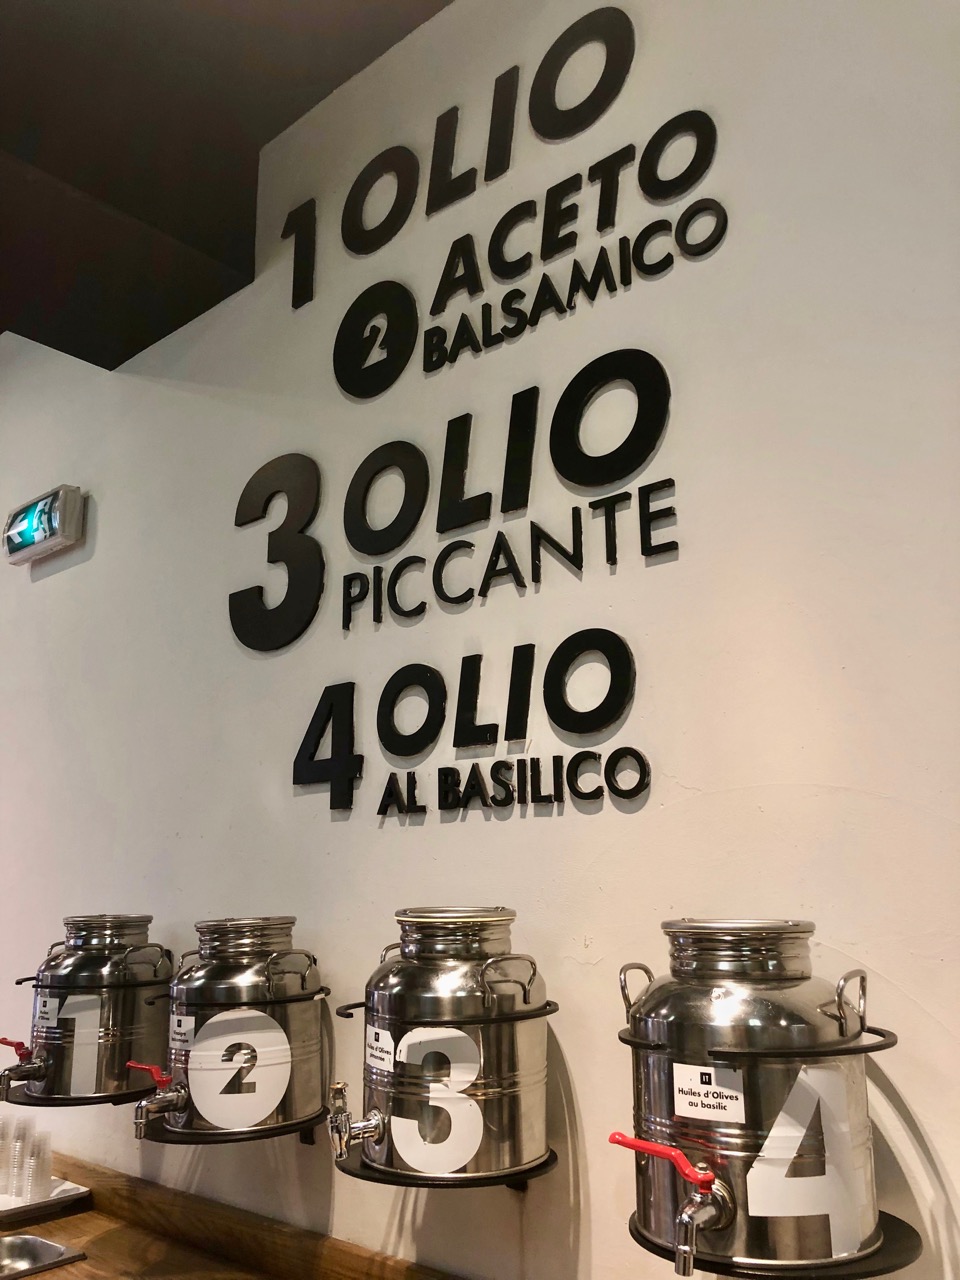 1 OLIO
2 ACETO
BALSAMICO
3 OLIO
PICCANTE
4 OLIO
AL BASILICO
1
2
3
Huiles d'Olives
4
IT
Huiles d'Olives
au basilic